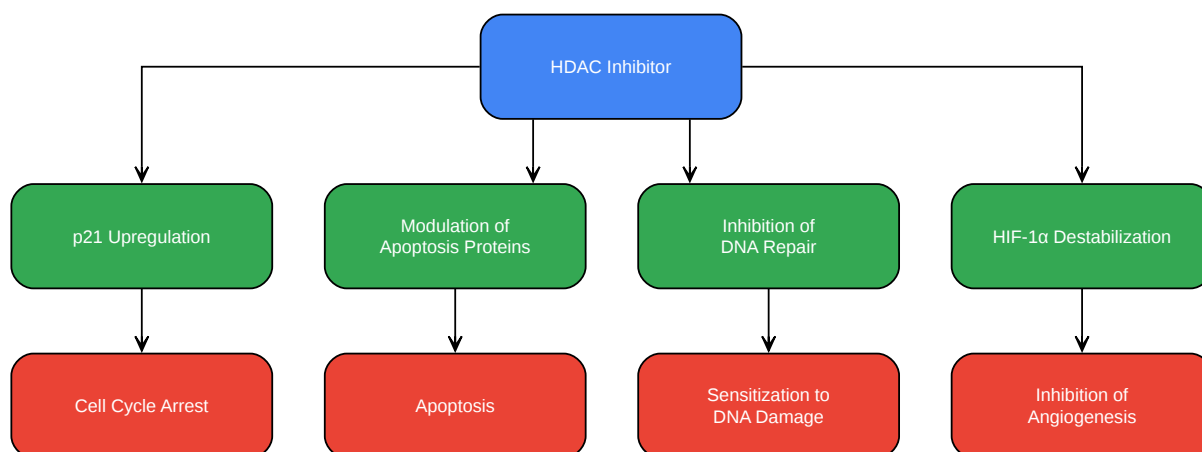 HDAC Inhibitor
p21 Upregulation
Modulation of
Apoptosis Proteins
Inhibition of
DNA Repair
HIF-1α Destabilization
Cell Cycle Arrest
Apoptosis
Sensitization to
DNA Damage
Inhibition of
Angiogenesis